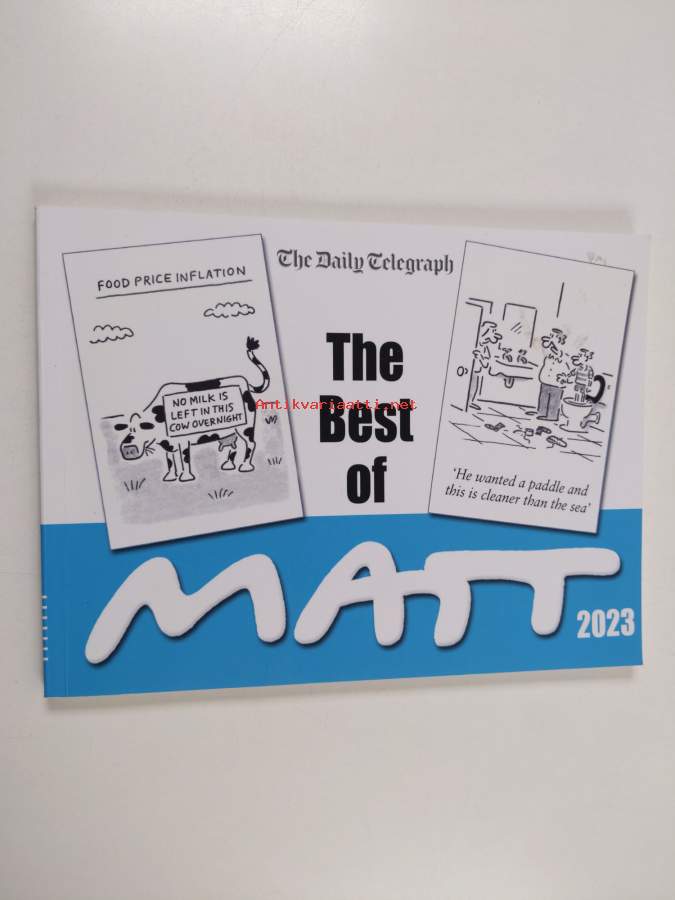 The Daily Telegraph
FOOD PRICE INFLATION
NO MILK IS
LEFT IN THIS
COW OVERNIGHT
The
Best
of
'He wanted a paddle and
this is cleaner than the sea'
MATT
2023
Antikvariaatti.net